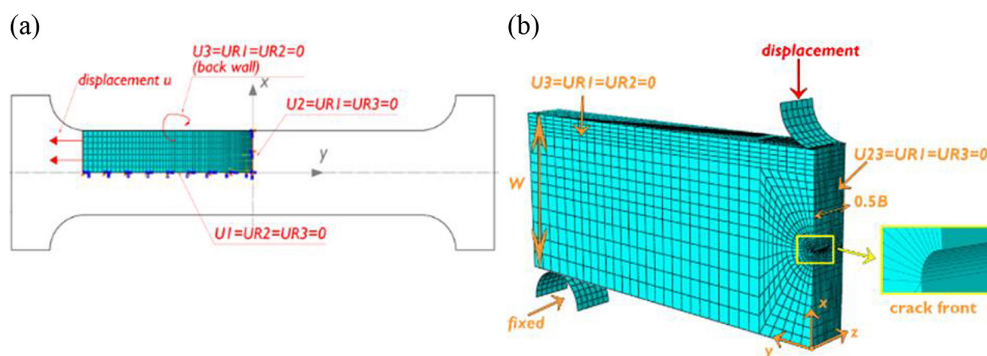 (a)
U3=UR1=UR2=0
(back wall)
displacement u
x
U2=UR1=UR3=0
y
U1=UR2=UR3=0
(b)
displacement
U3=UR1=UR2=0
U23=UR1=UR3=0
W
0.5B
crack front
fixed
x
y
z